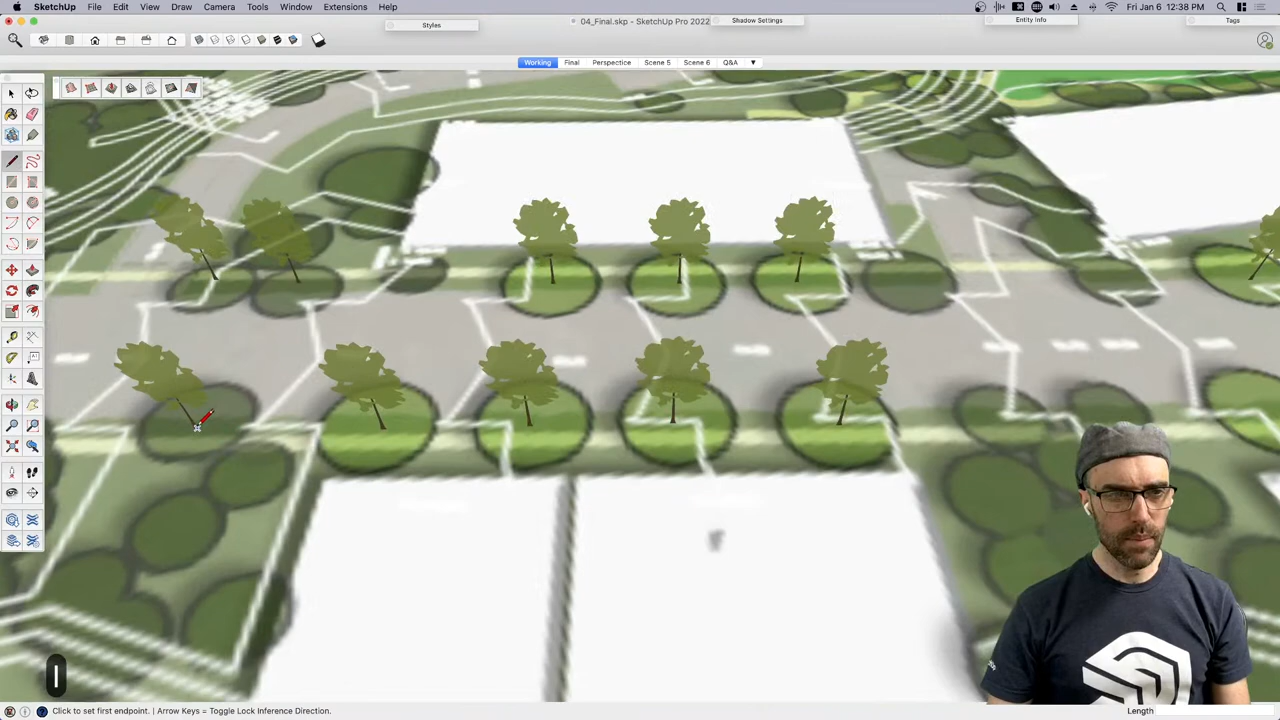 SketchUp File Edit View Draw Camera Tools Window Extensions Help
Fri Jan 6 12:38 PM
04_Final.skp - SketchUp Pro 2022
Styles
Shadow Settings
Entity Info
Tags
Working Final Perspective Scene 5 Scene 6 Q&A
Click to set first endpoint. | Arrow Keys = Toggle Lock Inference Direction.
Length